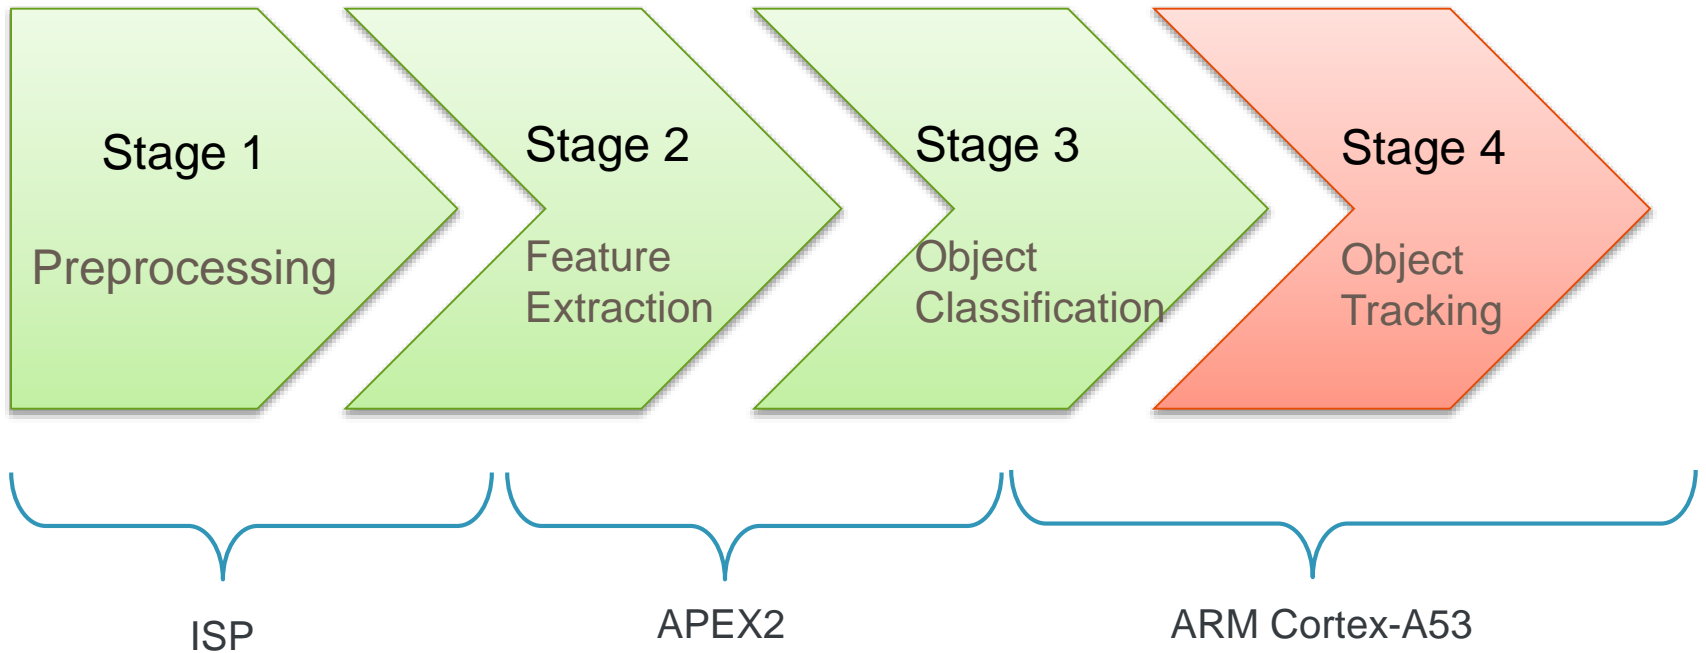 Stage 1
Preprocessing
Stage 2
Feature
Extraction
Stage 3
Object
Classification
Stage 4
Object
Tracking
ISP
APEX2
ARM Cortex-A53